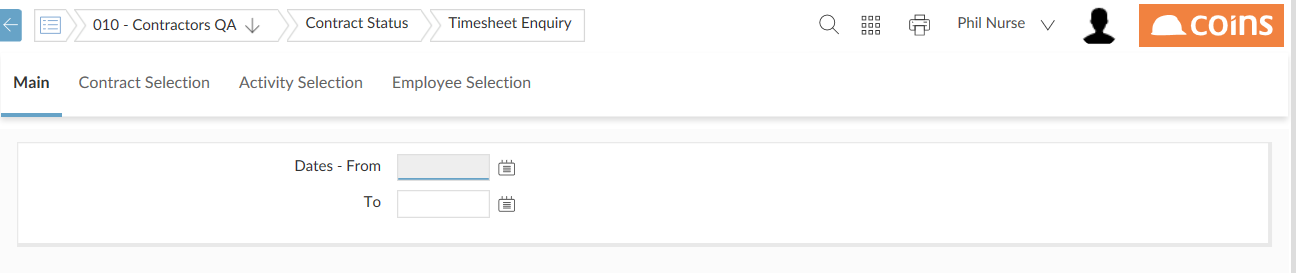 010 - Contractors QA
Contract Status
Timesheet Enquiry
Phil Nurse
coins
Main
Contract Selection
Activity Selection
Employee Selection
Dates - From
To